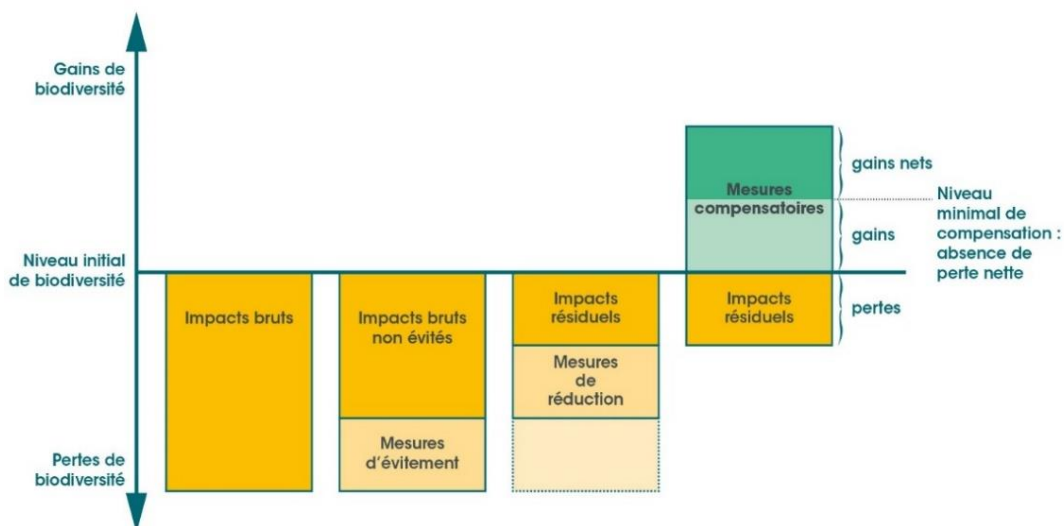 Gains de
biodiversité
Niveau initial
de biodiversité
Pertes de
biodiversité
Impacts bruts
Impacts bruts
non évités
Mesures
d'évitement
Impacts
résiduels
Mesures
de
réduction
Mesures
compensatoires
Impacts
résiduels
gains nets
gains
pertes
Niveau
minimal de
compensation :
absence de
perte nette